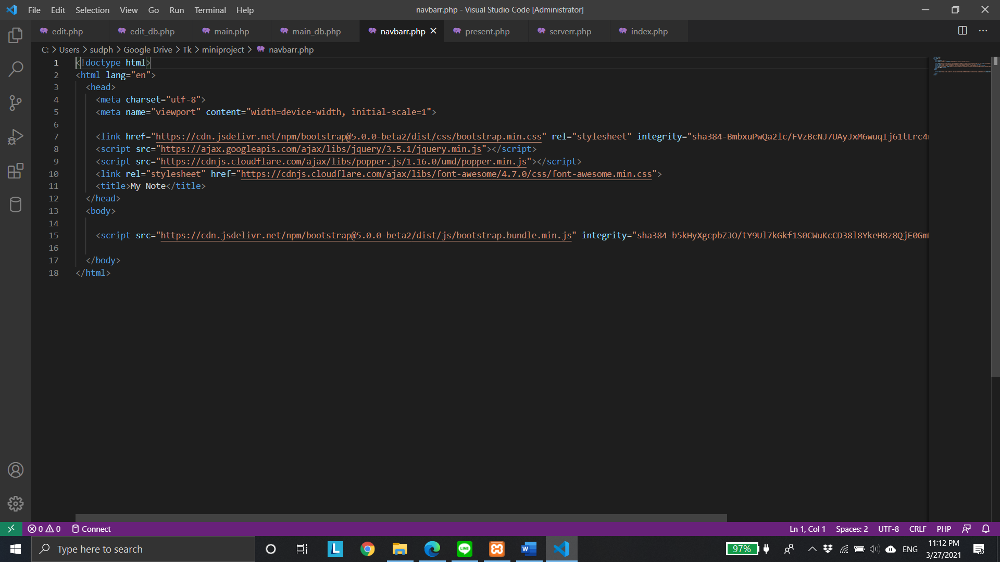 File Edit Selection View Go Run Terminal Help
navbarr.php - Visual Studio Code [Administrator]
edit.php edit_db.php main.php main_db.php navbarr.php present.php serverr.php index.php
C: > Users > sudph > Google Drive > Tk > miniproject > navbarr.php
1 <!doctype html>
2 <html lang="en">
3 <head>
4 <meta charset="utf-8">
5 <meta name="viewport" content="width=device-width, initial-scale=1">
6
7 <link href="https://cdn.jsdelivr.net/npm/bootstrap@5.0.0-beta2/dist/css/bootstrap.min.css" rel="stylesheet" integrity="sha384-BmbxuPwQa2lc/FVzBcNJ7UAyJxM6wuqIj61tLrc4
8 <script src="https://ajax.googleapis.com/ajax/libs/jquery/3.5.1/jquery.min.js"></script>
9 <script src="https://cdnjs.cloudflare.com/ajax/libs/popper.js/1.16.0/umd/popper.min.js"></script>
10 <link rel="stylesheet" href="https://cdnjs.cloudflare.com/ajax/libs/font-awesome/4.7.0/css/font-awesome.min.css">
11 <title>My Note</title>
12 </head>
13 <body>
14
15 <script src="https://cdn.jsdelivr.net/npm/bootstrap@5.0.0-beta2/dist/js/bootstrap.bundle.min.js" integrity="sha384-b5kHyXgcpbZJO/tY9Ul7kGkf1S0CWuKcCD38l8YkeH8z8QjE0Gm
16
17 </body>
18 </html>
0 0 Connect
Ln 1, Col 1 Spaces: 2 UTF-8 CRLF PHP
Type here to search
L
LINE
W
97%
ENG
11:12 PM
3/27/2021